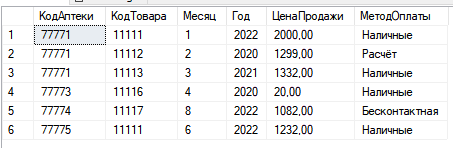 КодАптеки КодТовара Месяц Год ЦенаПродажи МетодОплаты
1 77771 11111 1 2022 2000,00 Наличные
2 77771 11112 2 2020 1299,00 Расчёт
3 77771 11113 3 2021 1332,00 Наличные
4 77773 11116 4 2020 20,00 Наличные
5 77774 11117 8 2022 1082,00 Бесконтактная
6 77775 11111 6 2022 1232,00 Наличные